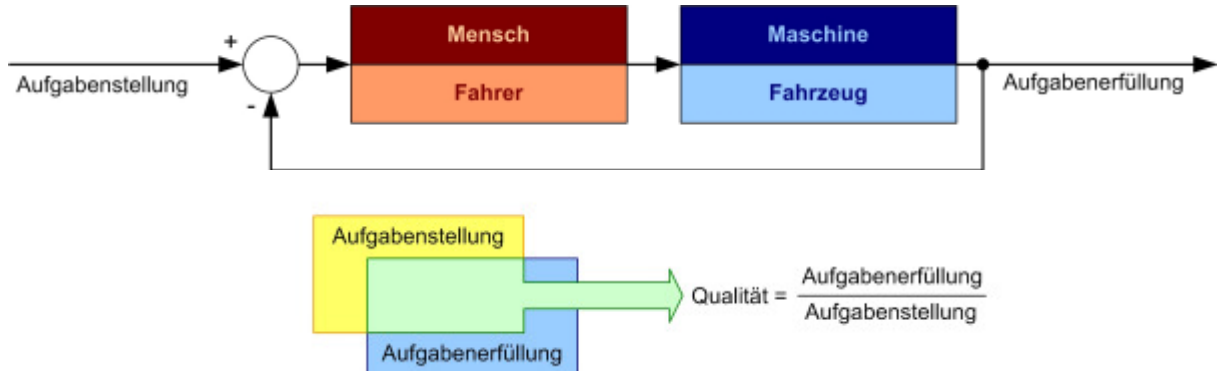 +
Mensch
Maschine
Aufgabenstellung
Aufgabenerfüllung
-
Fahrer
Fahrzeug
Aufgabenstellung
Aufgabenerfüllung
Qualität = Aufgabenerfüllung
Aufgabenstellung